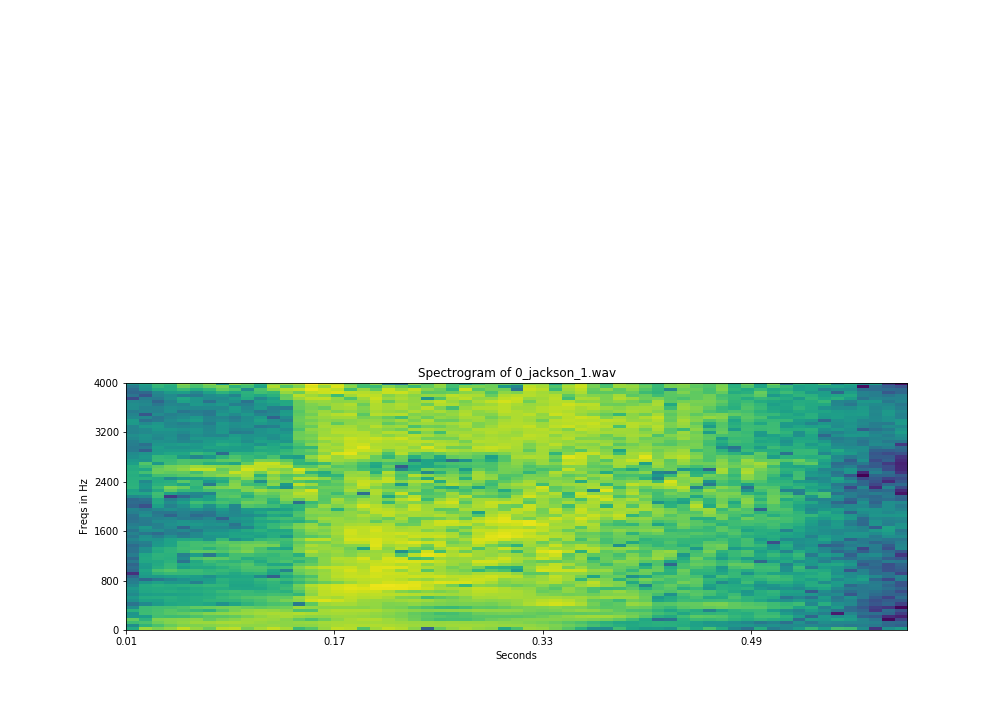 Spectrogram of 0_jackson_1.wav
4000
3200
2400
1600
800
0
Freqs in Hz
0.01 0.17 0.33 0.49
Seconds